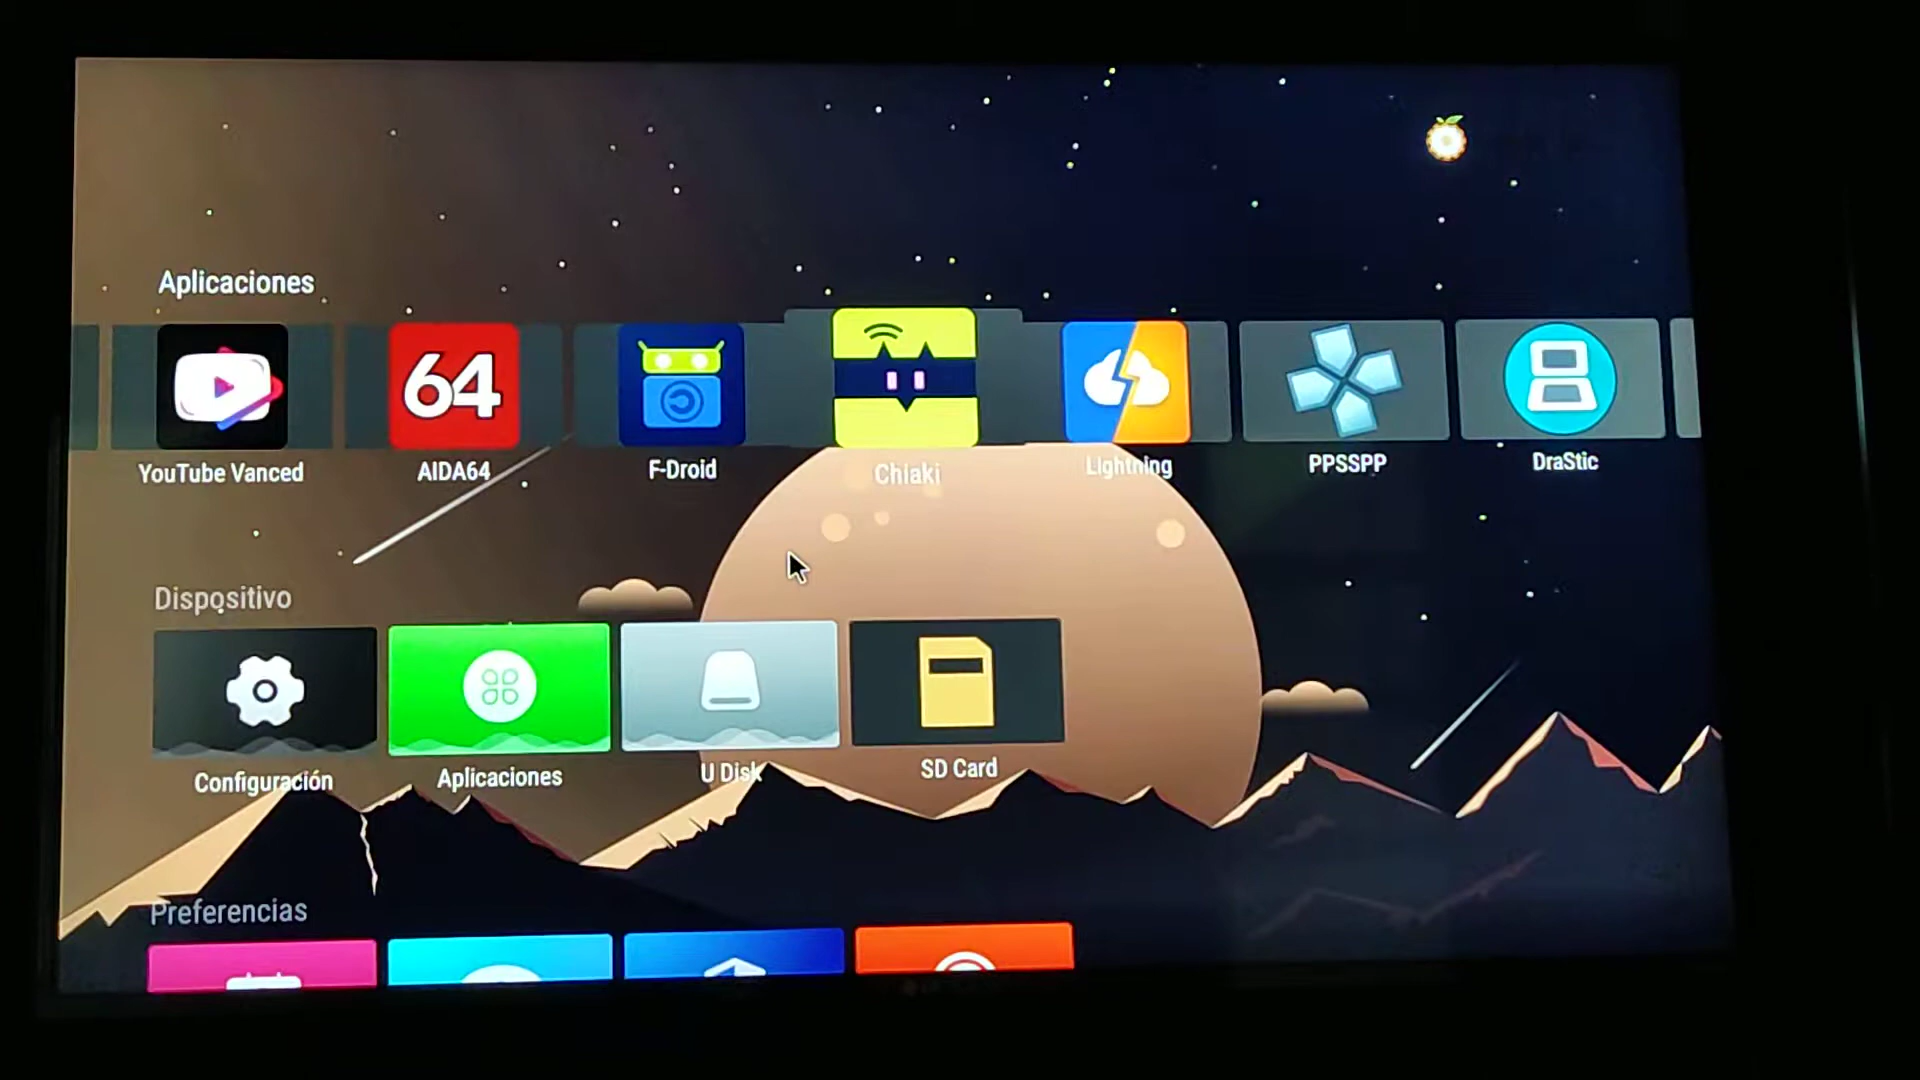 Aplicaciones
64
YouTube Vanced
AIDA64
F-Droid
Chiaki
Lightning
PPSSPP
DraStic
Dispositivo
Configuración
Aplicaciones
U Disk
SD Card
Preferencias